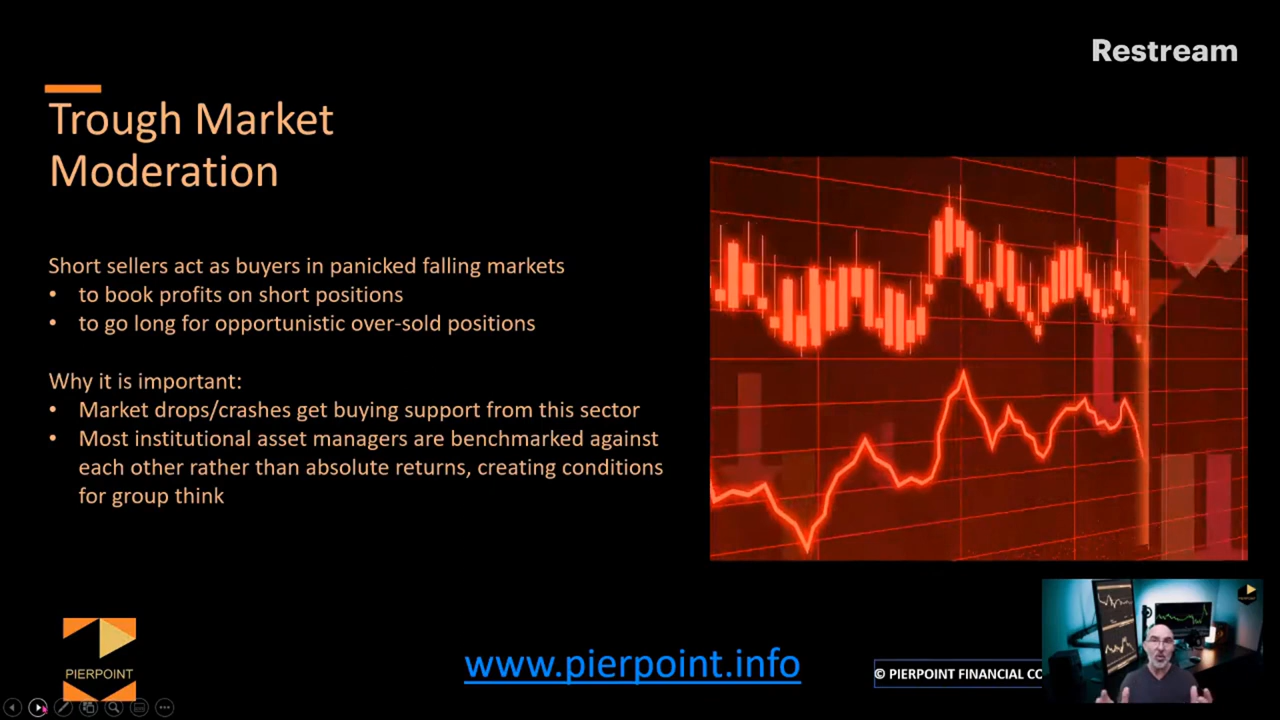 Restream
Trough Market
Moderation
Short sellers act as buyers in panicked falling markets
• to book profits on short positions
• to go long for opportunistic over-sold positions
Why it is important:
• Market drops/crashes get buying support from this sector
• Most institutional asset managers are benchmarked against
each other rather than absolute returns, creating conditions
for group think
PIERPOINT
www.pierpoint.info
© PIERPOINT FINANCIAL CO